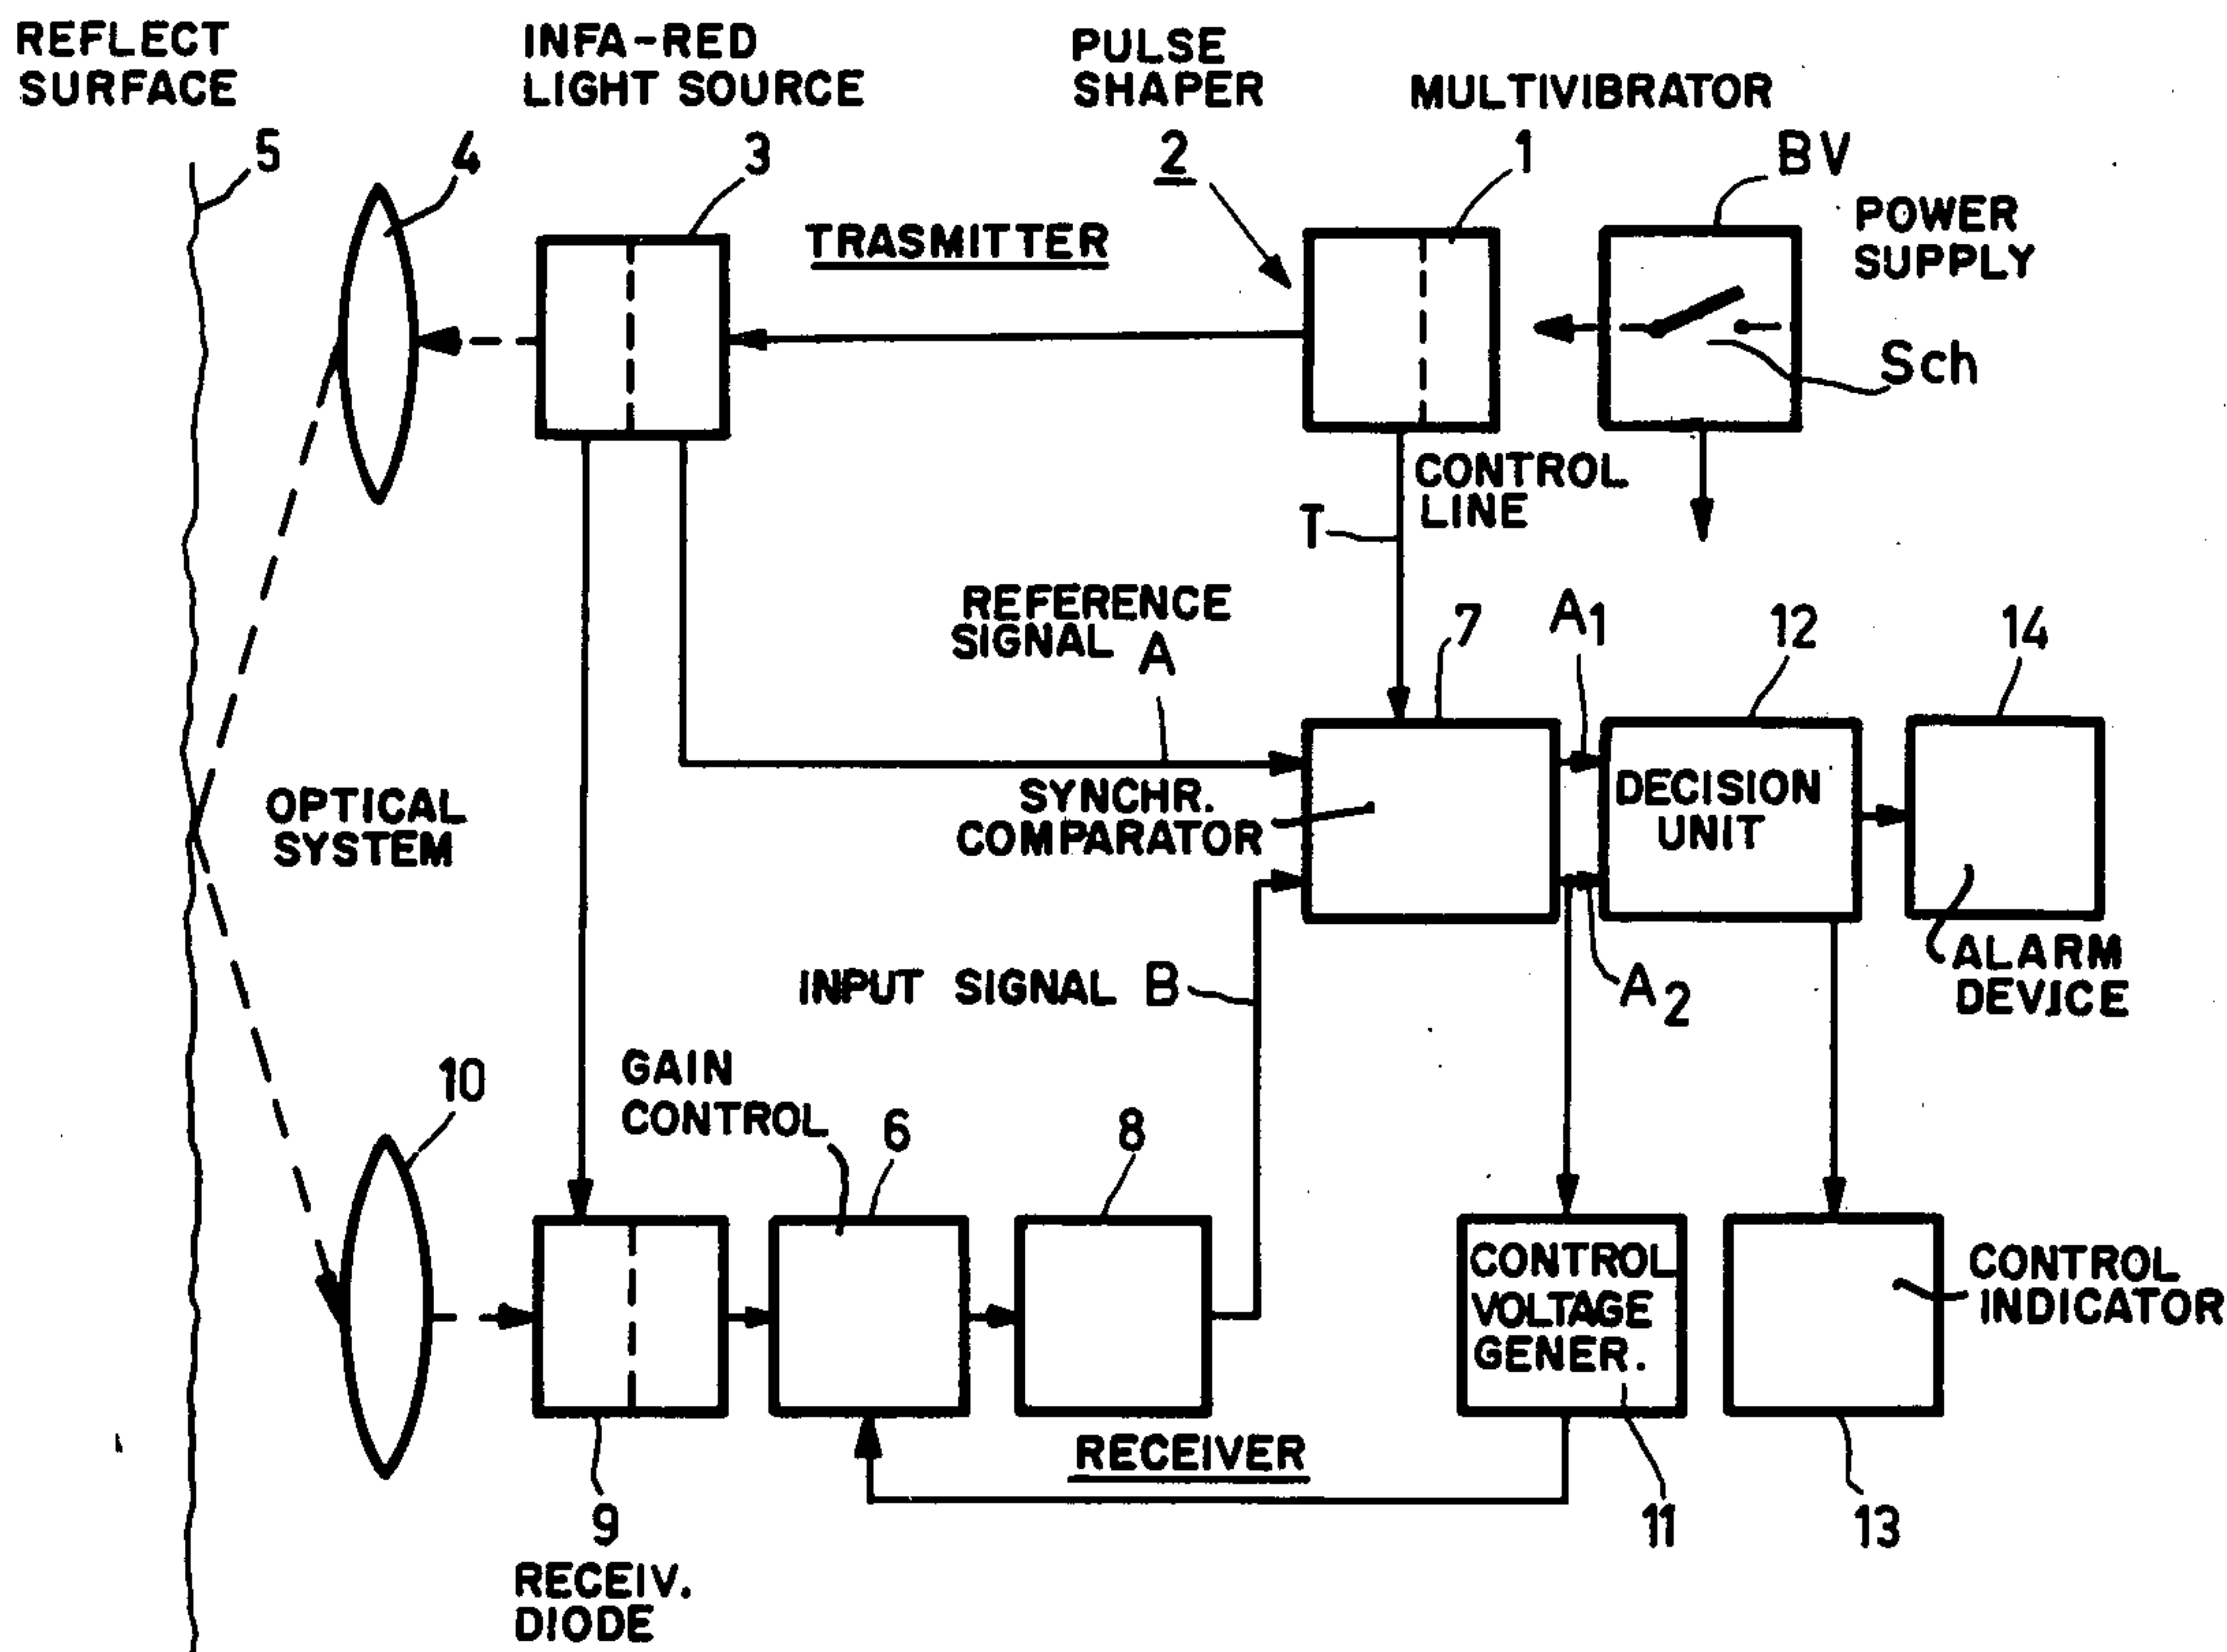 REFLECT
SURFACE
5
4
INFA-RED
LIGHT SOURCE
3
TRASMITTER
PULSE
SHAPER
2
MULTIVIBRATOR
1
BV
POWER
SUPPLY
Sch
CONTROL
LINE
T
REFERENCE
SIGNAL A
7
A1
12
14
OPTICAL
SYSTEM
SYNCHR.
COMPARATOR
DECISION
UNIT
INPUT SIGNAL B
A2
ALARM
DEVICE
10
GAIN
CONTROL
6
8
CONTROL
VOLTAGE
GENER.
CONTROL
INDICATOR
RECEIVER
9
RECEIV.
DIODE
11
13